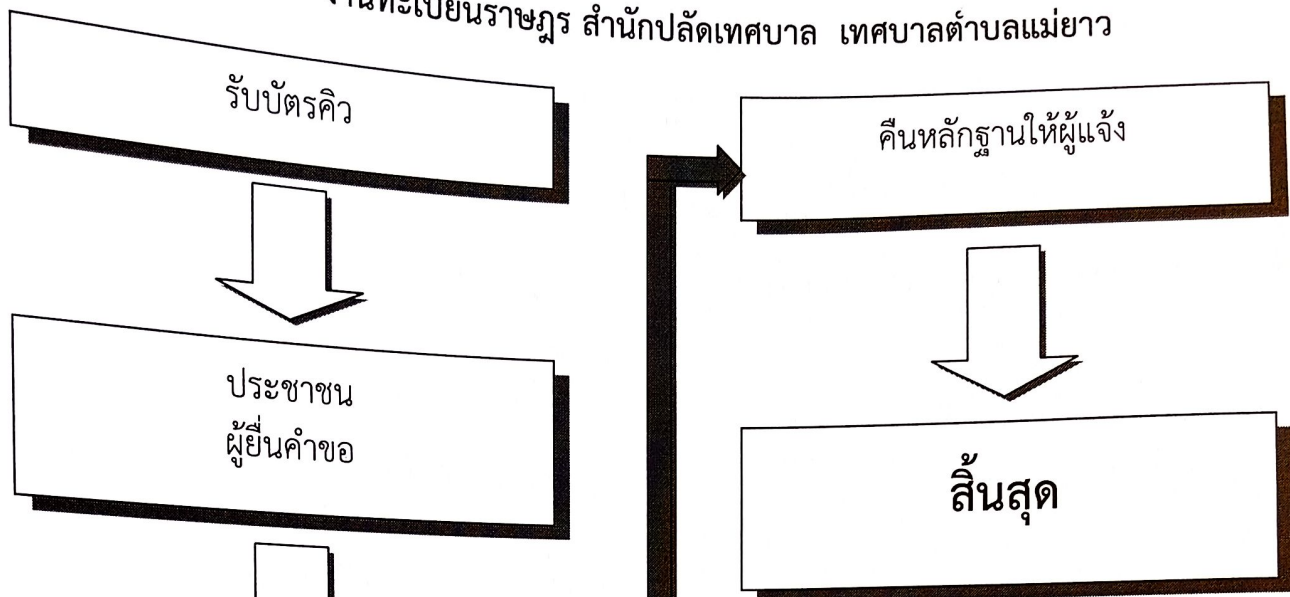 งานทะเบียนราษฎร สำนักปลัดเทศบาล เทศบาลตำบลแม่ยาว
รับบัตรคิว
ประชาชน
ผู้ยื่นคำขอ
คืนหลักฐานให้ผู้แจ้ง
สิ้นสุด